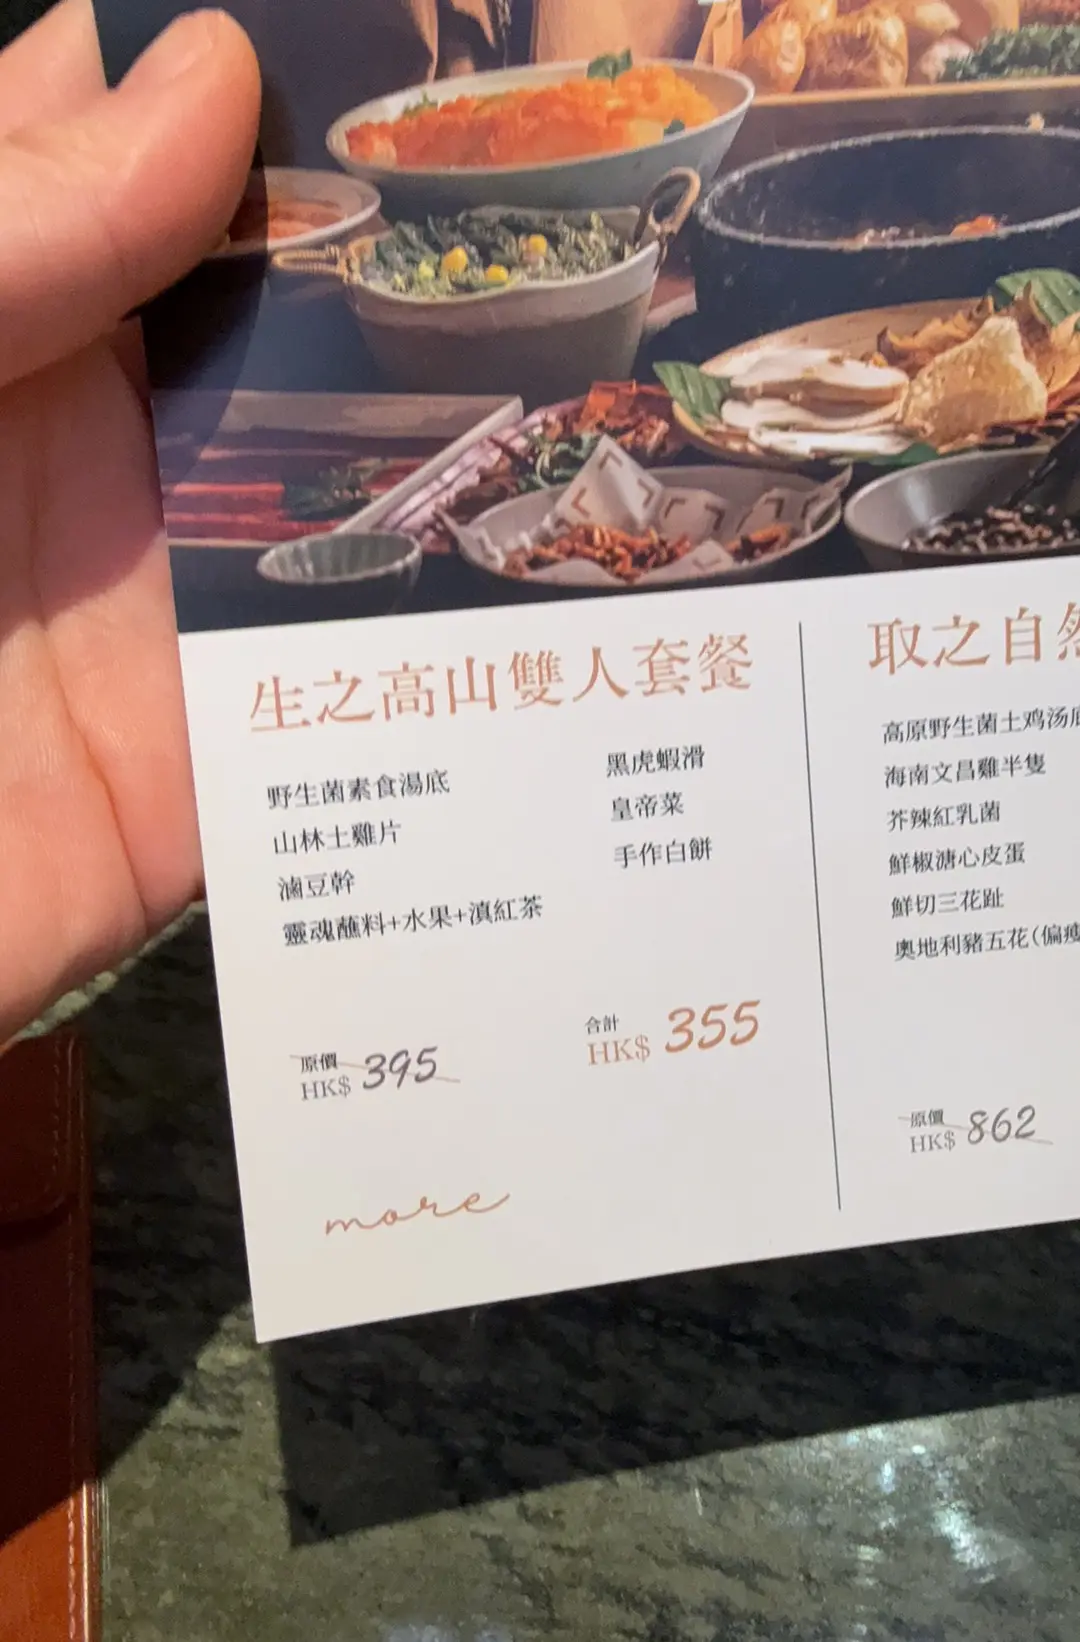 生之高山雙人套餐
野生菌素食湯底
山林土雞片
滷豆幹
靈魂蘸料+水果+滇紅茶
黑虎蝦滑
皇帝菜
手作白餅
原價
HK$ 395
合計
HK$ 355
more
取之自然
高原野生菌土鸡汤底
海南文昌雞半隻
芥辣紅乳菌
鮮椒溏心皮蛋
鮮切三花趾
奧地利豬五花(偏瘦
原價
HK$ 862